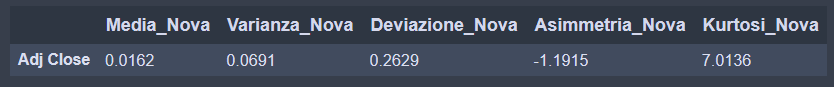 Media_Nova Varianza_Nova Deviazione_Nova Asimmetria_Nova Kurtosi_Nova
Adj Close 0.0162 0.0691 0.2629 -1.1915 7.0136